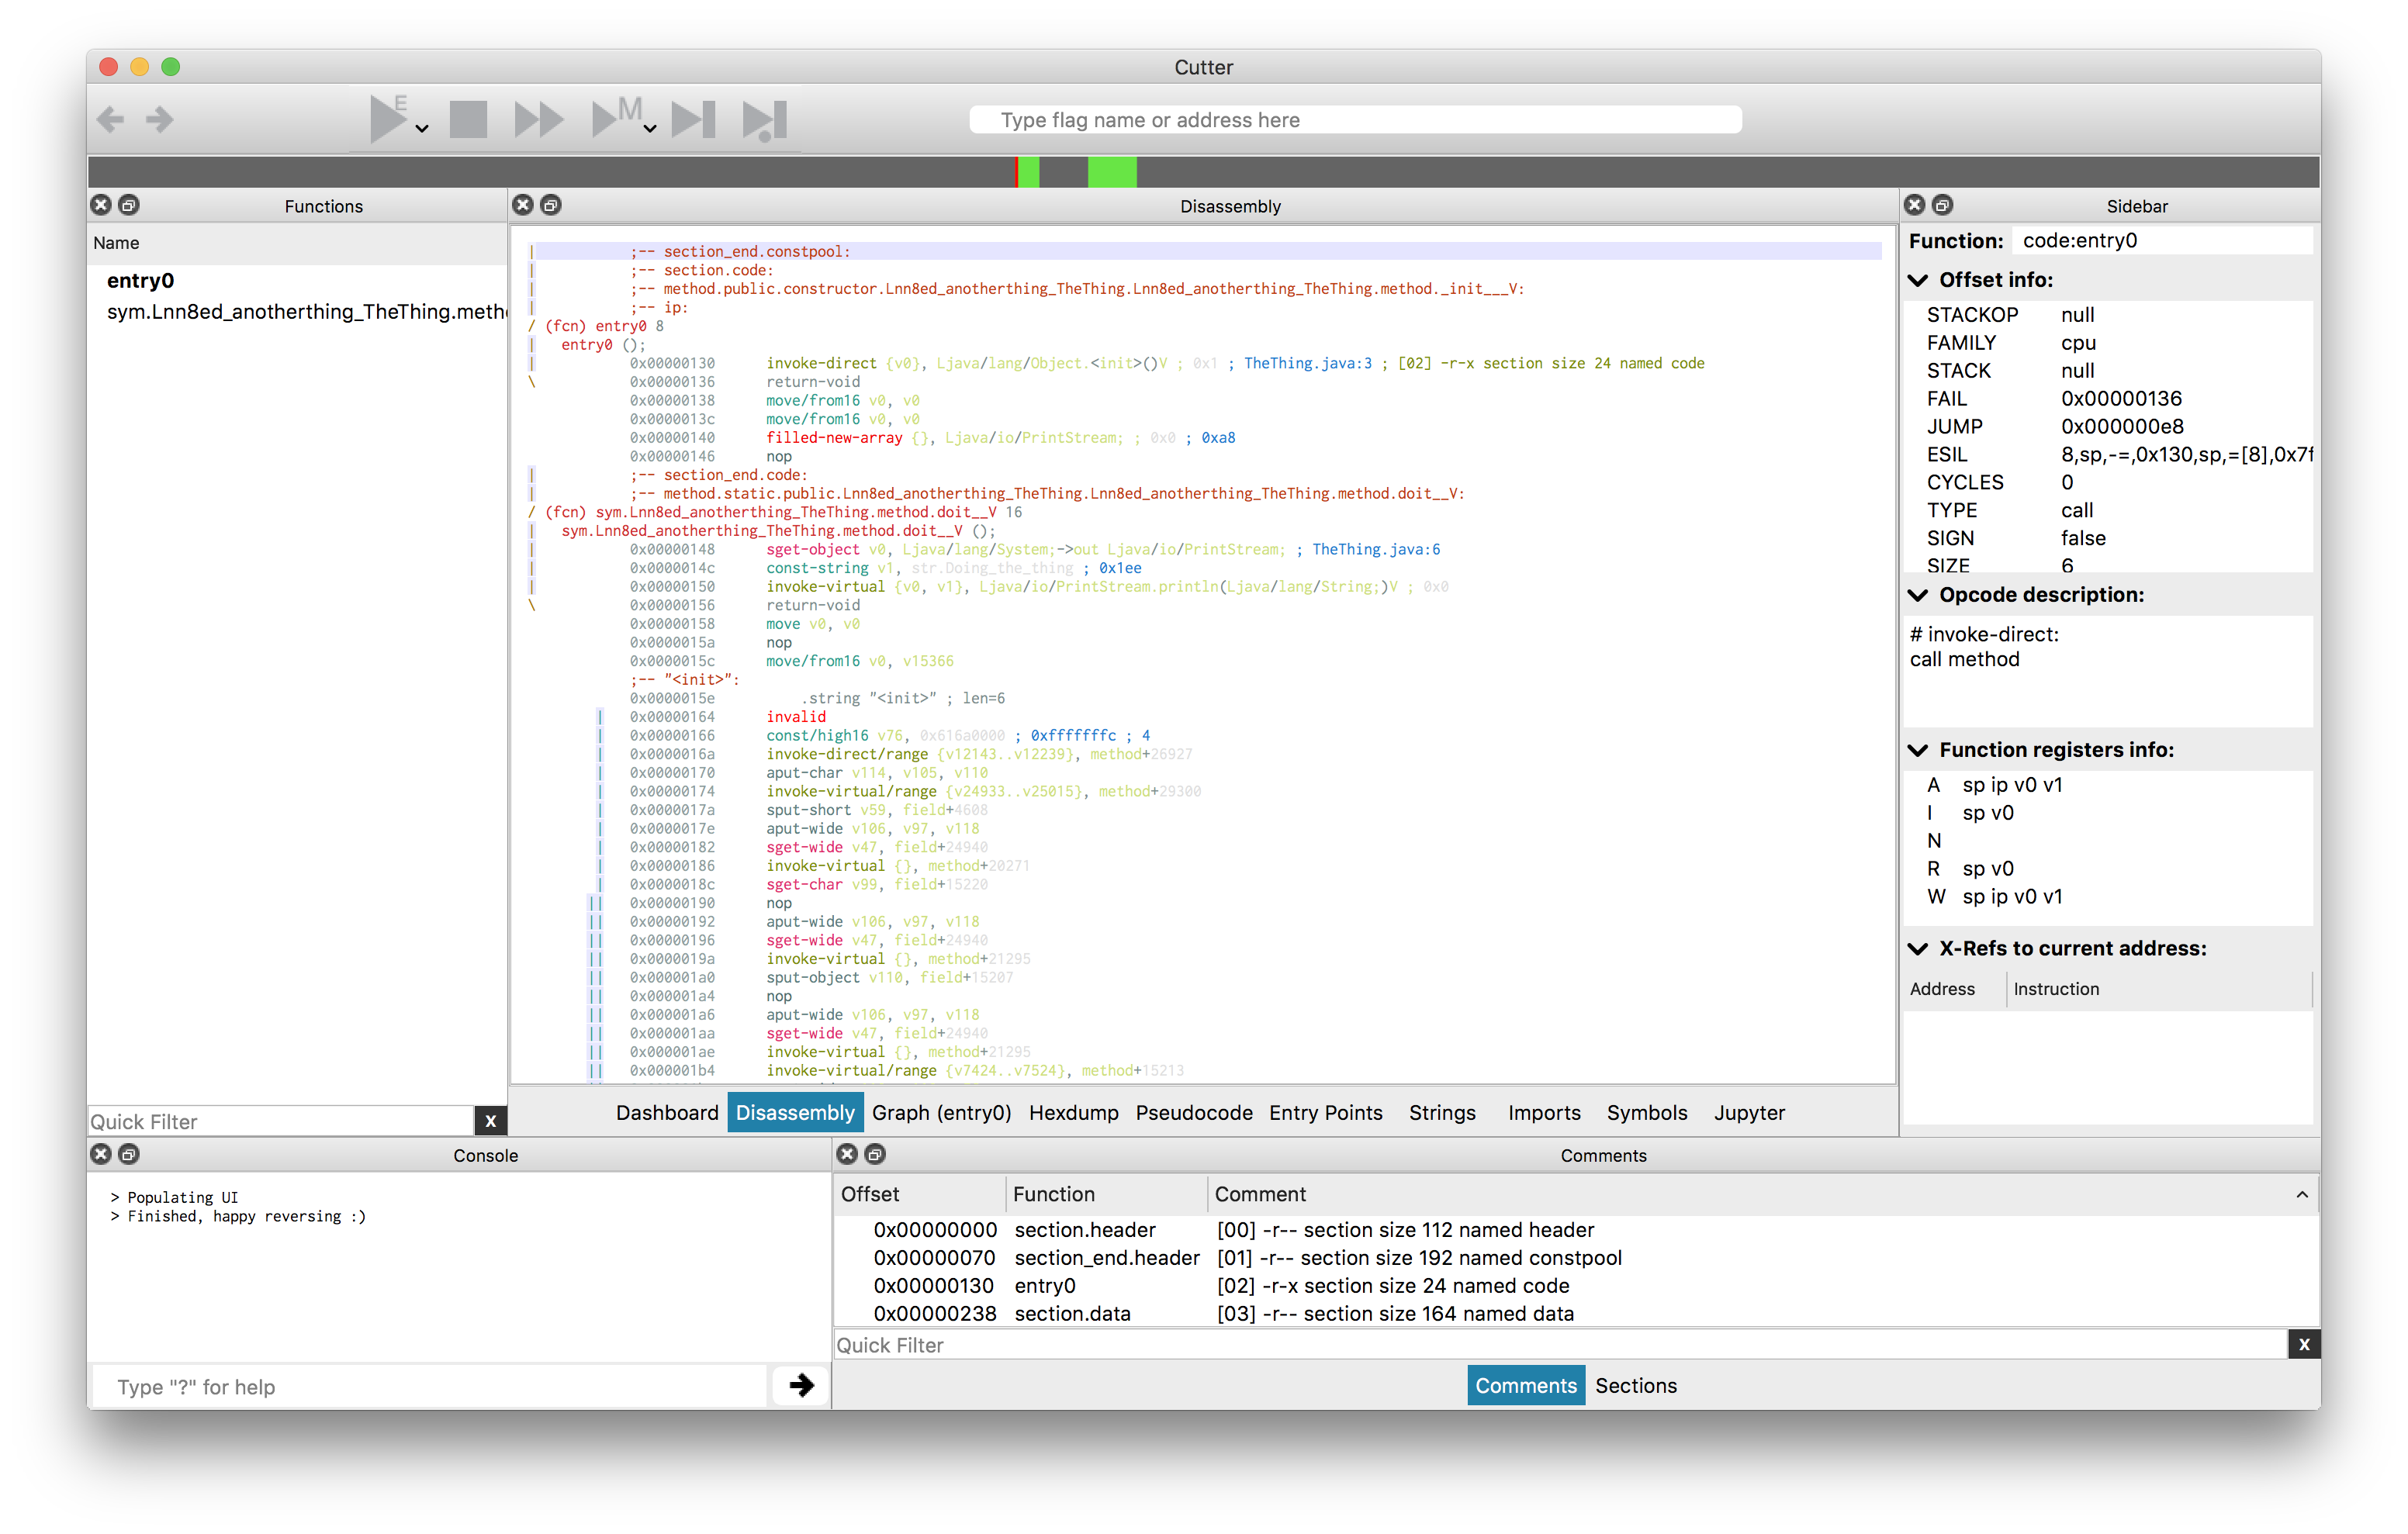 Cutter
E
M
Type flag name or address here
Functions
Name
entry0
sym.Lnn8ed_anotherthing_TheThing.meth
Quick Filter
X
Disassembly
;-- section_end.constpool:
;-- section.code:
;-- method.public.constructor.Lnn8ed_anotherthing_TheThing.Lnn8ed_anotherthing_TheThing.method._init___V:
;-- ip:
/ (fcn) entry0 8
| entry0 ();
| 0x00000130 invoke-direct {v0}, Ljava/lang/Object.<init>()V ; 0x1 ; TheThing.java:3 ; [02] -r-x section size 24 named code
\ 0x00000136 return-void
0x00000138 move/from16 v0, v0
0x0000013c move/from16 v0, v0
0x00000140 filled-new-array {}, Ljava/io/PrintStream; ; 0x0 ; 0xa8
0x00000146 nop
| ;-- section_end.code:
| ;-- method.static.public.Lnn8ed_anotherthing_TheThing.Lnn8ed_anotherthing_TheThing.method.doit__V:
/ (fcn) sym.Lnn8ed_anotherthing_TheThing.method.doit__V 16
| sym.Lnn8ed_anotherthing_TheThing.method.doit__V ();
| 0x00000148 sget-object v0, Ljava/lang/System;->out Ljava/io/PrintStream; ; TheThing.java:6
| 0x0000014c const-string v1, str.Doing_the_thing ; 0x1ee
| 0x00000150 invoke-virtual {v0, v1}, Ljava/io/PrintStream.println(Ljava/lang/String;)V ; 0x0
\ 0x00000156 return-void
0x00000158 move v0, v0
0x0000015a nop
0x0000015c move/from16 v0, v15366
;-- "<init>":
0x0000015e .string "<init>" ; len=6
| 0x00000164 invalid
| 0x00000166 const/high16 v76, 0x616a0000 ; 0xfffffffc ; 4
| 0x0000016a invoke-direct/range {v12143..v12239}, method+26927
| 0x00000170 aput-char v114, v105, v110
| 0x00000174 invoke-virtual/range {v24933..v25015}, method+29300
| 0x0000017a sput-short v59, field+4608
| 0x0000017e aput-wide v106, v97, v118
| 0x00000182 sget-wide v47, field+24940
| 0x00000186 invoke-virtual {}, method+20271
| 0x0000018c sget-char v99, field+15220
|| 0x00000190 nop
|| 0x00000192 aput-wide v106, v97, v118
|| 0x00000196 sget-wide v47, field+24940
|| 0x0000019a invoke-virtual {}, method+21295
|| 0x000001a0 sput-object v110, field+15207
|| 0x000001a4 nop
|| 0x000001a6 aput-wide v106, v97, v118
|| 0x000001aa sget-wide v47, field+24940
|| 0x000001ae invoke-virtual {}, method+21295
|| 0x000001b4 invoke-virtual/range {v7424..v7524}, method+15213
Dashboard Disassembly Graph (entry0) Hexdump Pseudocode Entry Points Strings Imports Symbols Jupyter
Sidebar
Function: code:entry0
Offset info:
STACKOP null
FAMILY cpu
STACK null
FAIL 0x00000136
JUMP 0x000000e8
ESIL 8,sp,-=,0x130,sp,=[8],0x7f
CYCLES 0
TYPE call
SIGN false
SIZE 6
Opcode description:
# invoke-direct:
call method
Function registers info:
A sp ip v0 v1
I sp v0
N
R sp v0
W sp ip v0 v1
X-Refs to current address:
Address Instruction
Console
> Populating UI
> Finished, happy reversing :)
Type "?" for help
Comments
Offset Function Comment
0x00000000 section.header [00] -r-- section size 112 named header
0x00000070 section_end.header [01] -r-- section size 192 named constpool
0x00000130 entry0 [02] -r-x section size 24 named code
0x00000238 section.data [03] -r-- section size 164 named data
Quick Filter
X
Comments Sections